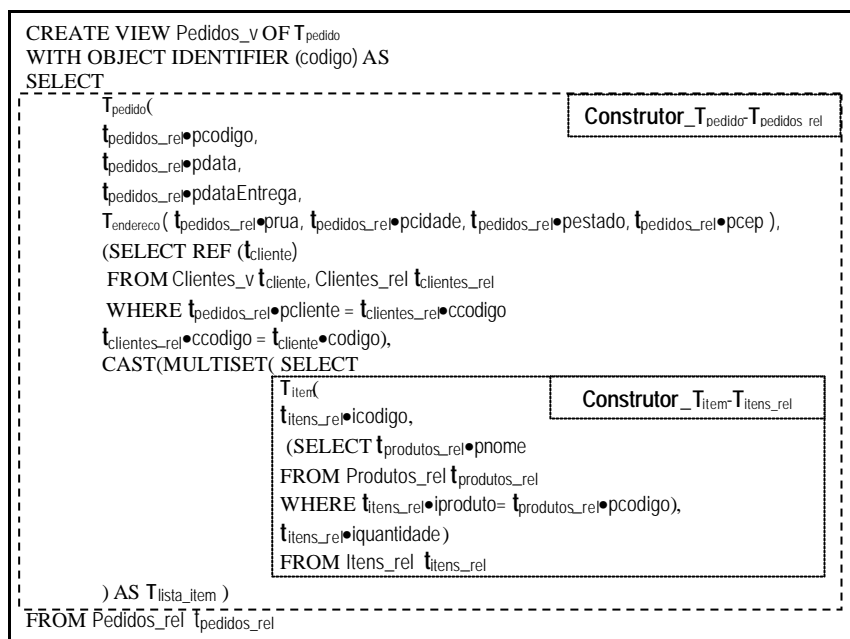 CREATE VIEW Pedidos_v OF Tpedido
WITH OBJECT IDENTIFIER (codigo) AS
SELECT
Tpedido(
Construtor_Tpedido-Tpedidos_rel
tpedidos_rel•pcodigo,
tpedidos_rel•pdata,
tpedidos_rel•pdataEntrega,
Tendereco( tpedidos_rel•prua, tpedidos_rel•pcidade, tpedidos_rel•pestado, tpedidos_rel•pcep ),
(SELECT REF (tcliente)
FROM Clientes_v tcliente, Clientes_rel tclientes_rel
WHERE tpedidos_rel•pcliente = tclientes_rel•ccodigo
tclientes_rel•ccodigo = tcliente•codigo),
CAST(MULTISET( SELECT
Titem(
Construtor_Titem-Titens_rel
titens_rel•icodigo,
(SELECT tprodutos_rel•pnome
FROM Produtos_rel tprodutos_rel
WHERE titens_rel•iproduto= tprodutos_rel•pcodigo),
titens_rel•iquantidade)
FROM Itens_rel titens_rel
) AS Tlista_item )
FROM Pedidos_rel tpedidos_rel